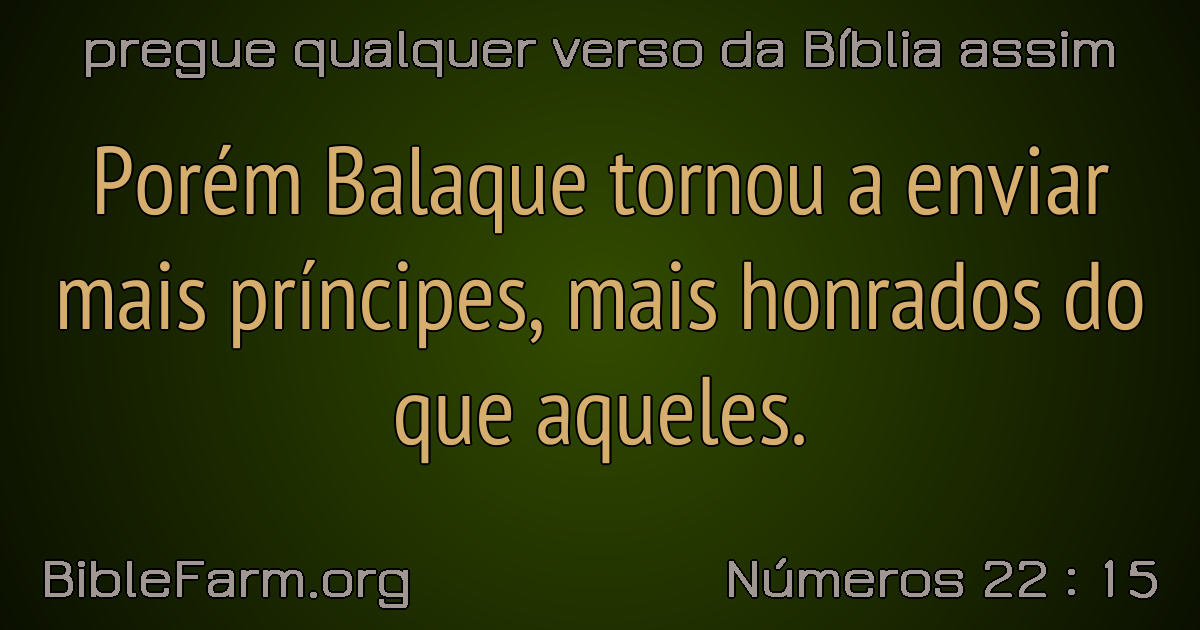 pregue qualquer verso da Bíblia assim
Porém Balaque tornou a enviar
mais príncipes, mais honrados do
que aqueles.
BibleFarm.org
Números 22 : 15